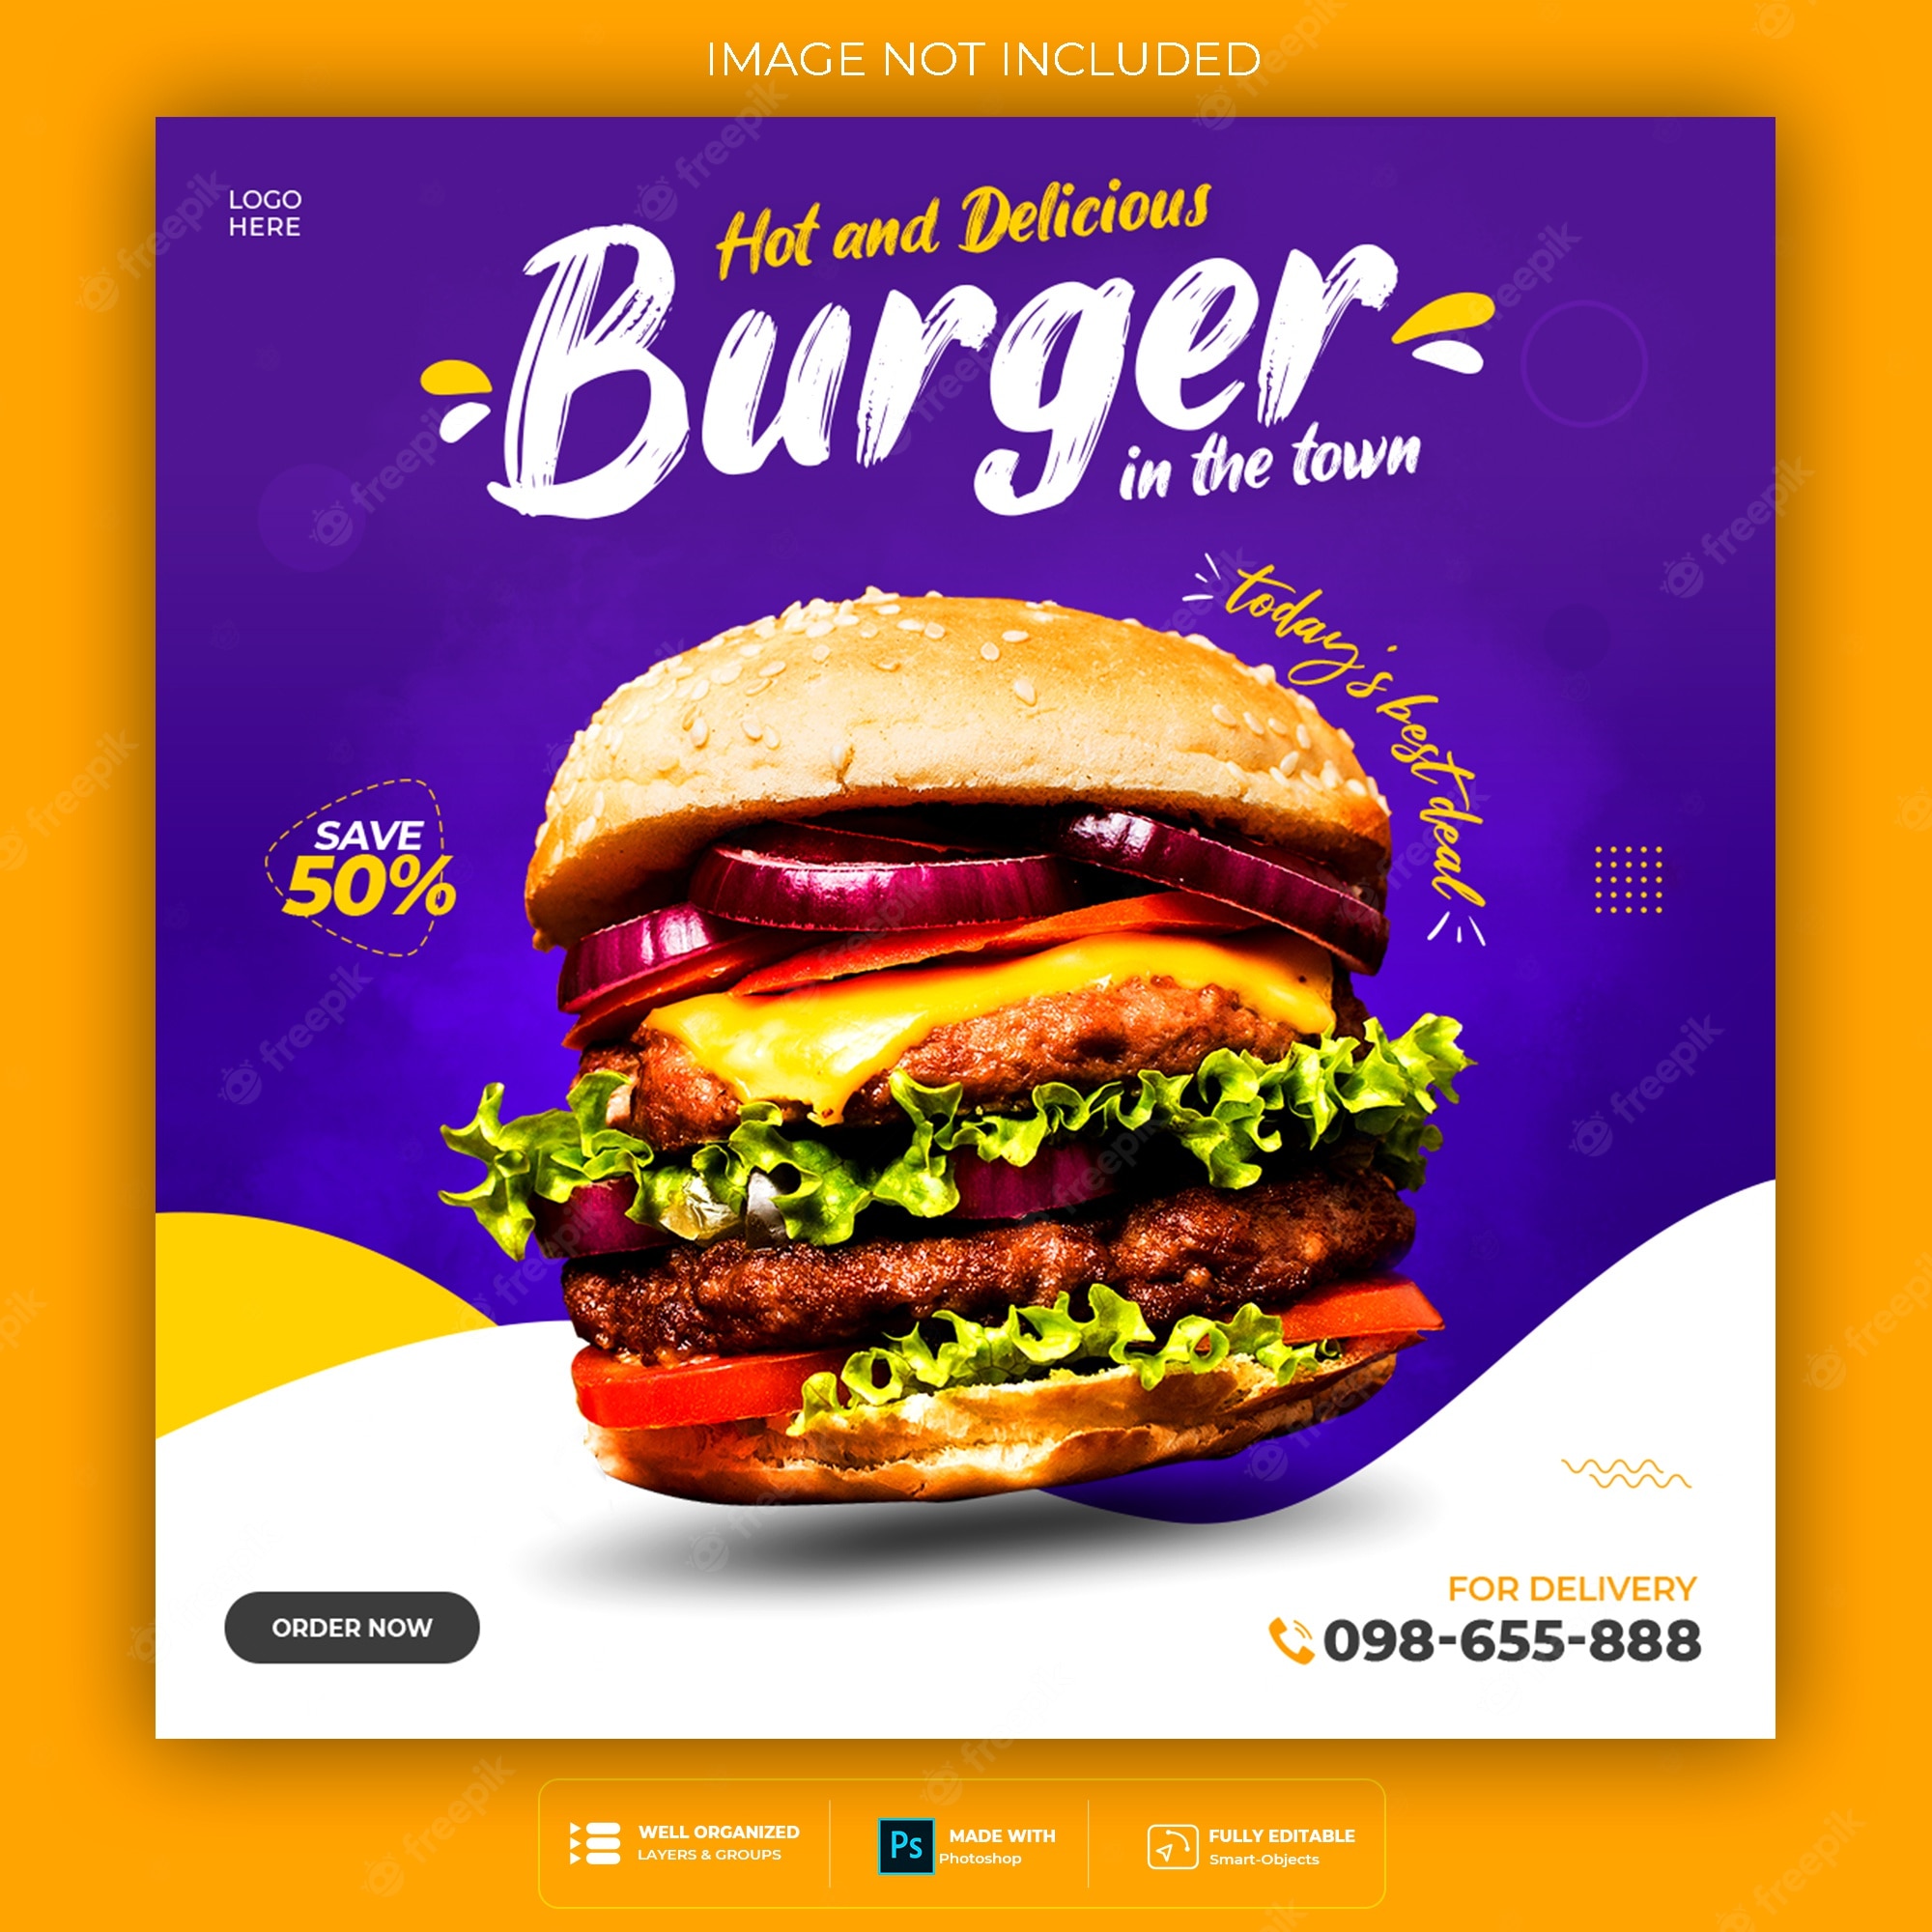 IMAGE NOT INCLUDED
LOGO
HERE
Hot and Delicious
Burger
in the town
today's best deal
SAVE
50%
ORDER NOW
FOR DELIVERY
098-655-888
WELL ORGANIZED
LAYERS & GROUPS
Ps
MADE WITH
Photoshop
FULLY EDITABLE
Smart-Objects
freepik